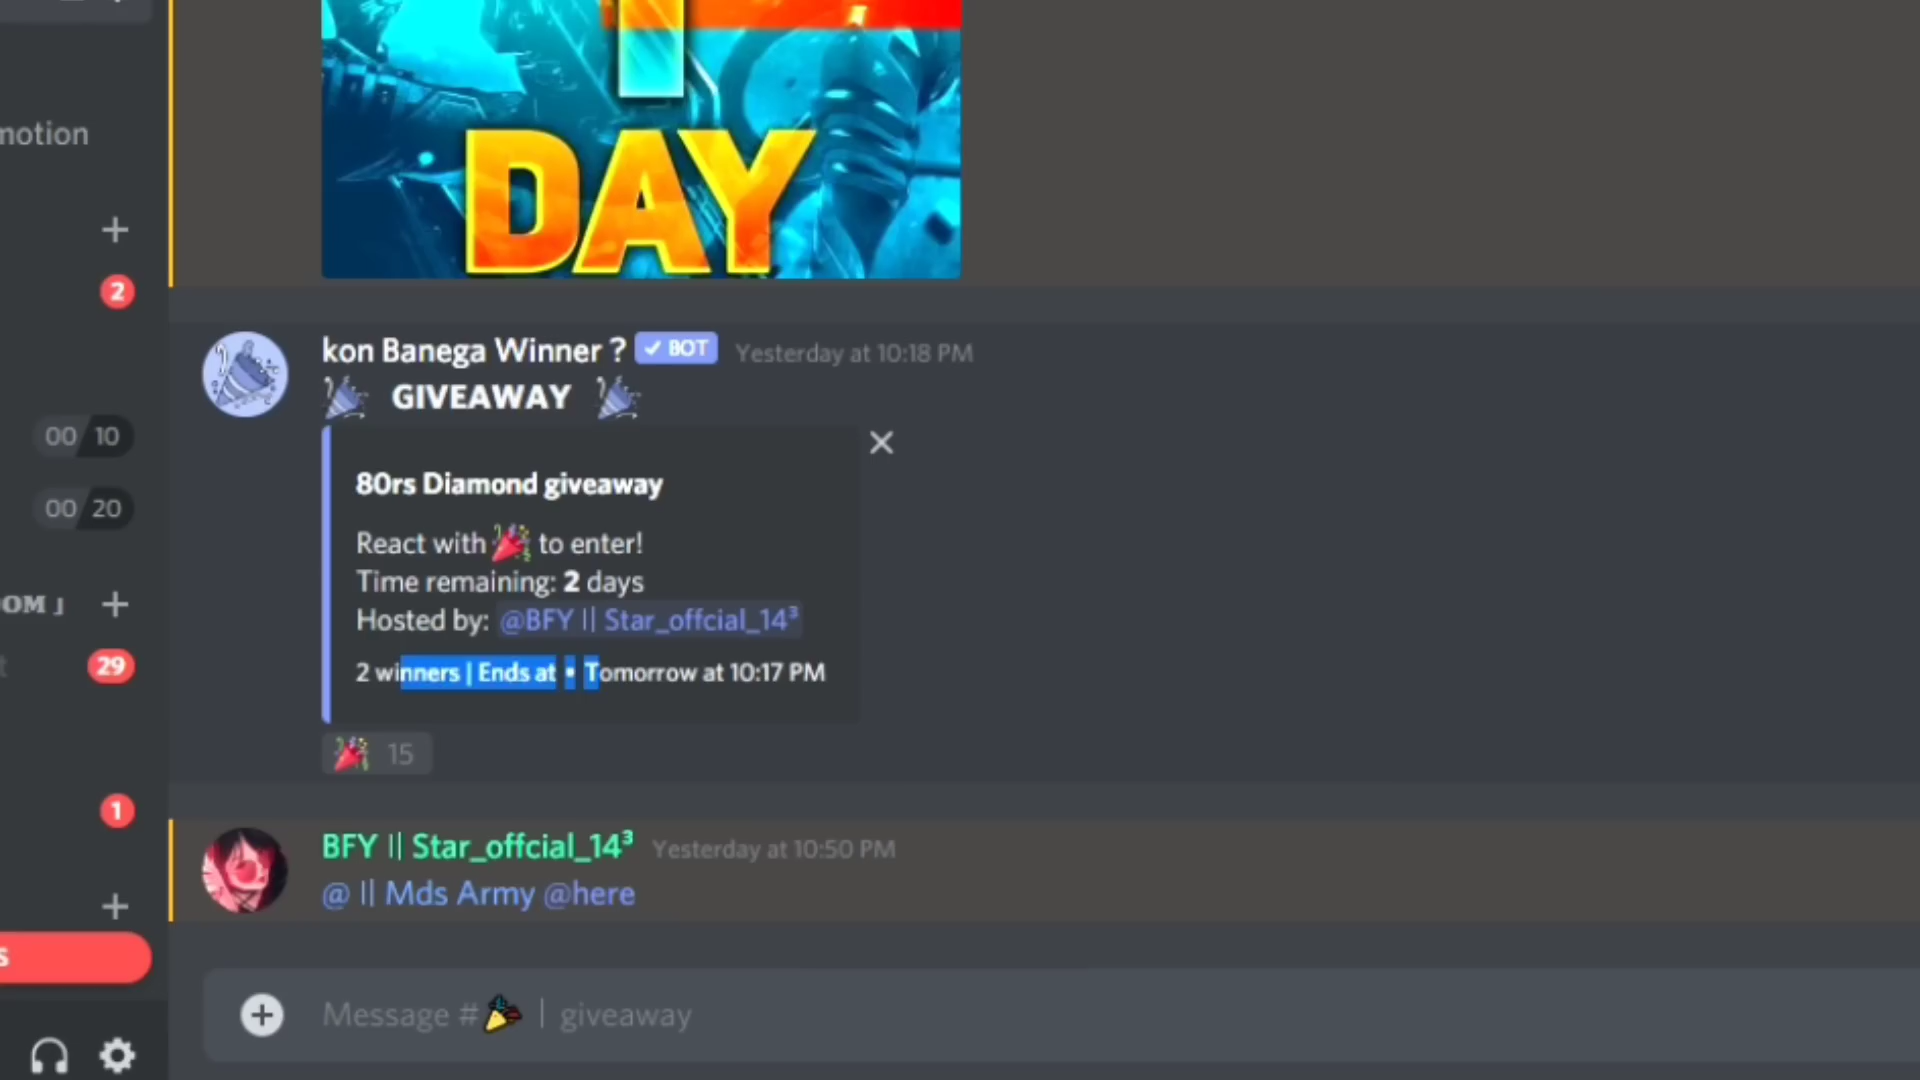 DAY
motion
2
kon Banega Winner ? ✓ BOT Yesterday at 10:18 PM
🎉 GIVEAWAY 🎉
00 10
80rs Diamond giveaway
00 20
React with 🎉 to enter!
Time remaining: 2 days
OM 」
Hosted by: @BFY || Star_offcial_14³
29
2 winners | Ends at • Tomorrow at 10:17 PM
🎉 15
1
BFY || Star_offcial_14³ Yesterday at 10:50 PM
@ || Mds Army @here
Message #🎉 | giveaway